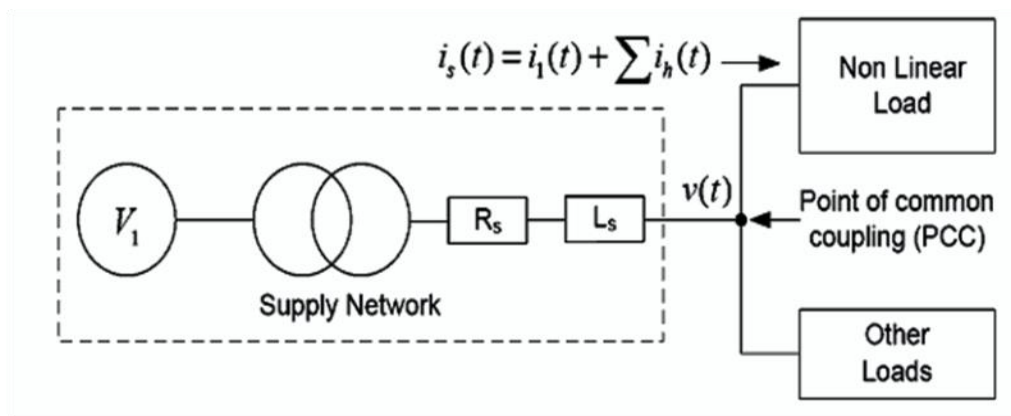 i_s(t) = i_1(t) + ∑i_h(t)
Non Linear
Load
V_1
R_s
L_s
v(t)
Point of common
coupling (PCC)
Supply Network
Other
Loads